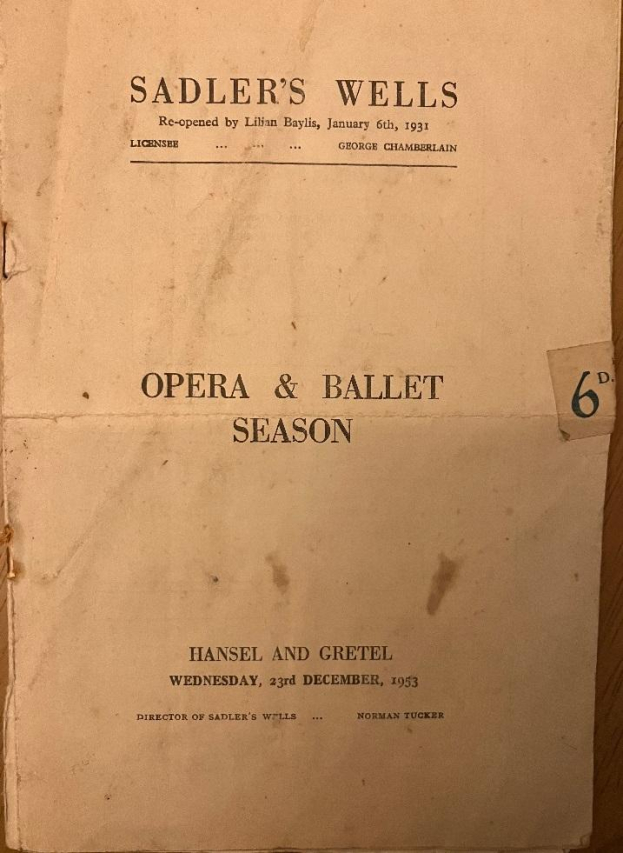 SADLER'S WELLS
Re-opened by Lilian Baylis, January 6th, 1931
LICENSEE ... ... ... GEORGE CHAMBERLAIN
OPERA & BALLET
SEASON
6D.
HANSEL AND GRETEL
WEDNESDAY, 23rd DECEMBER, 1953
DIRECTOR OF SADLER'S WELLS ... NORMAN TUCKER